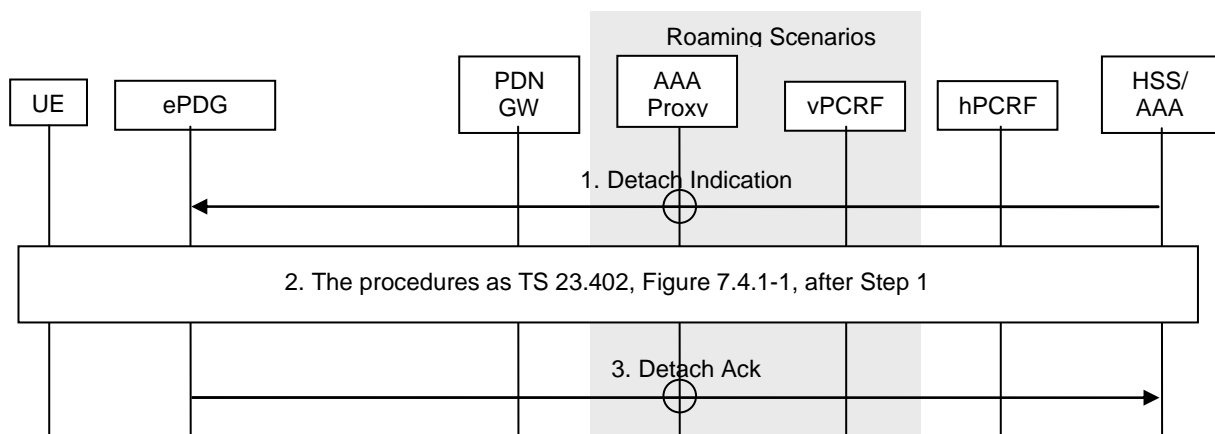 Roaming Scenarios
UE
ePDG
PDN
GW
AAA
Proxy
vPCRF
hPCRF
HSS/
AAA
1. Detach Indication
2. The procedures as TS 23.402, Figure 7.4.1-1, after Step 1
3. Detach Ack